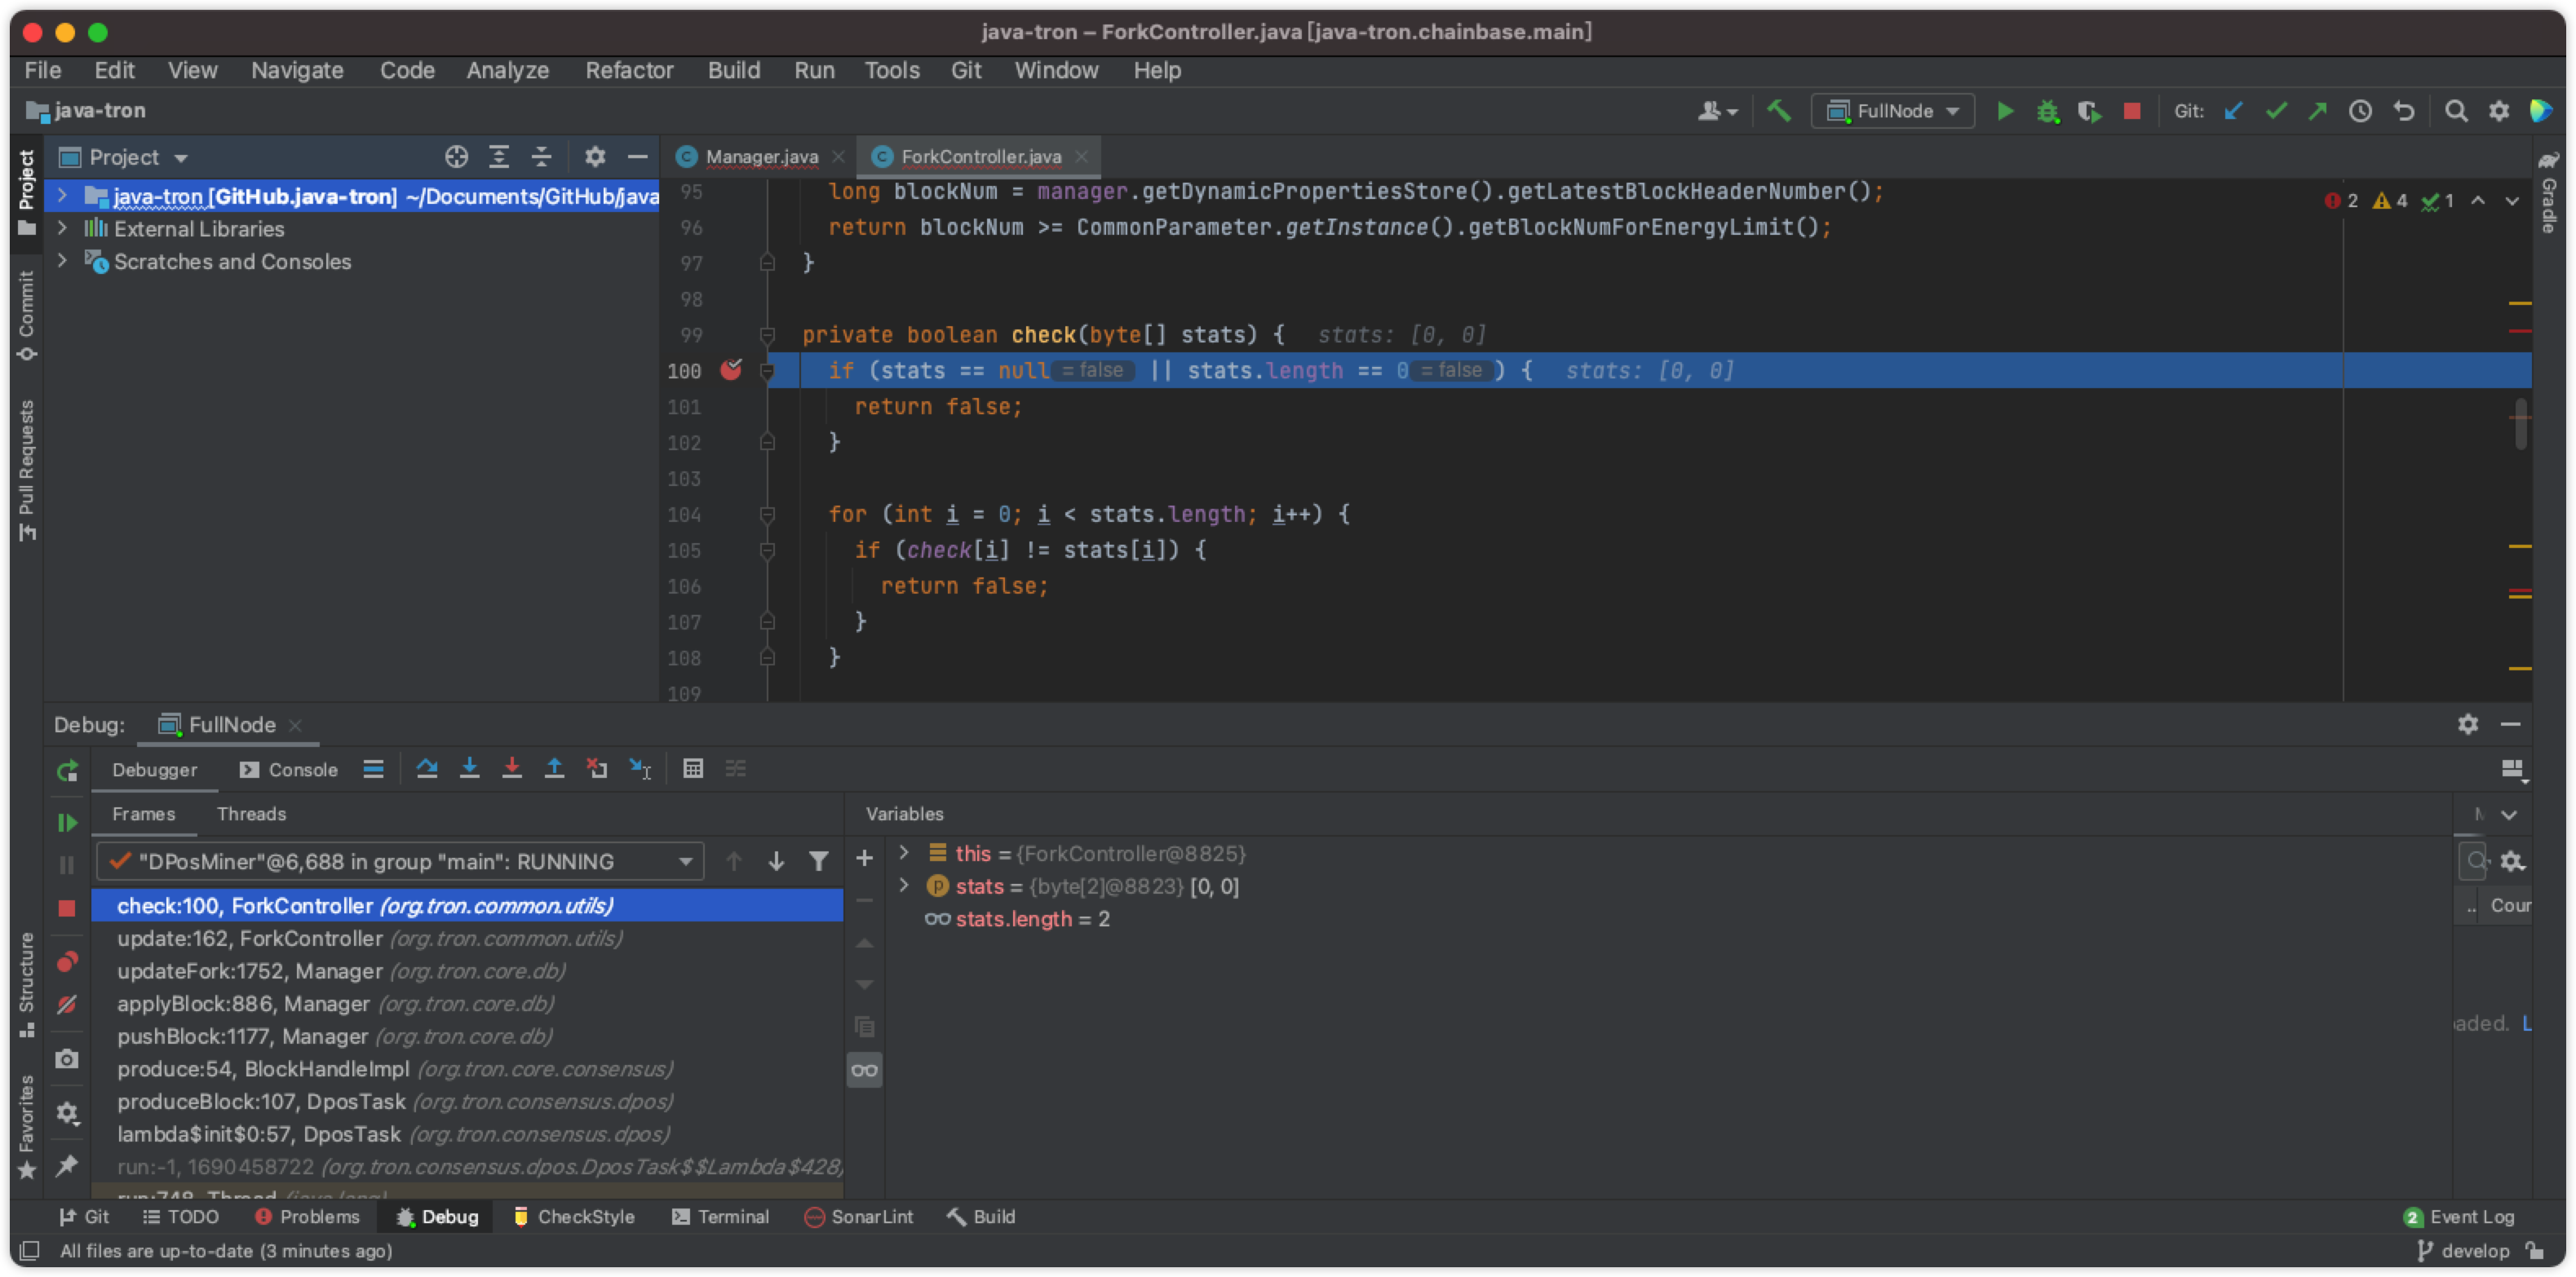 java-tron – ForkController.java [java-tron.chainbase.main]
File Edit View Navigate Code Analyze Refactor Build Run Tools Git Window Help
java-tron
FullNode
Git:
Project
Manager.java
ForkController.java
java-tron [GitHub.java-tron] ~/Documents/GitHub/java
External Libraries
Scratches and Consoles
Project
Commit
Pull Requests
Structure
Favorites
Gradle
2 4 1
95 long blockNum = manager.getDynamicPropertiesStore().getLatestBlockHeaderNumber();
96 return blockNum >= CommonParameter.getInstance().getBlockNumForEnergyLimit();
97 }
98
99 private boolean check(byte[] stats) { stats: [0, 0]
100 if (stats == null = false || stats.length == 0 = false ) { stats: [0, 0]
101 return false;
102 }
103
104 for (int i = 0; i < stats.length; i++) {
105 if (check[i] != stats[i]) {
106 return false;
107 }
108 }
109
Debug: FullNode
Debugger Console
Frames Threads
"DPosMiner"@6,688 in group "main": RUNNING
check:100, ForkController (org.tron.common.utils)
update:162, ForkController (org.tron.common.utils)
updateFork:1752, Manager (org.tron.core.db)
applyBlock:886, Manager (org.tron.core.db)
pushBlock:1177, Manager (org.tron.core.db)
produce:54, BlockHandleImpl (org.tron.core.consensus)
produceBlock:107, DposTask (org.tron.consensus.dpos)
lambda$init$0:57, DposTask (org.tron.consensus.dpos)
run:-1, 1690458722 (org.tron.consensus.dpos.DposTask$$Lambda$428)
run:748, Thread (java.lang)
Variables
this = {ForkController@8825}
stats = {byte[2]@8823} [0, 0]
stats.length = 2
.. Cour
aded. L
Git TODO Problems Debug CheckStyle Terminal SonarLint Build
2 Event Log
All files are up-to-date (3 minutes ago)
develop